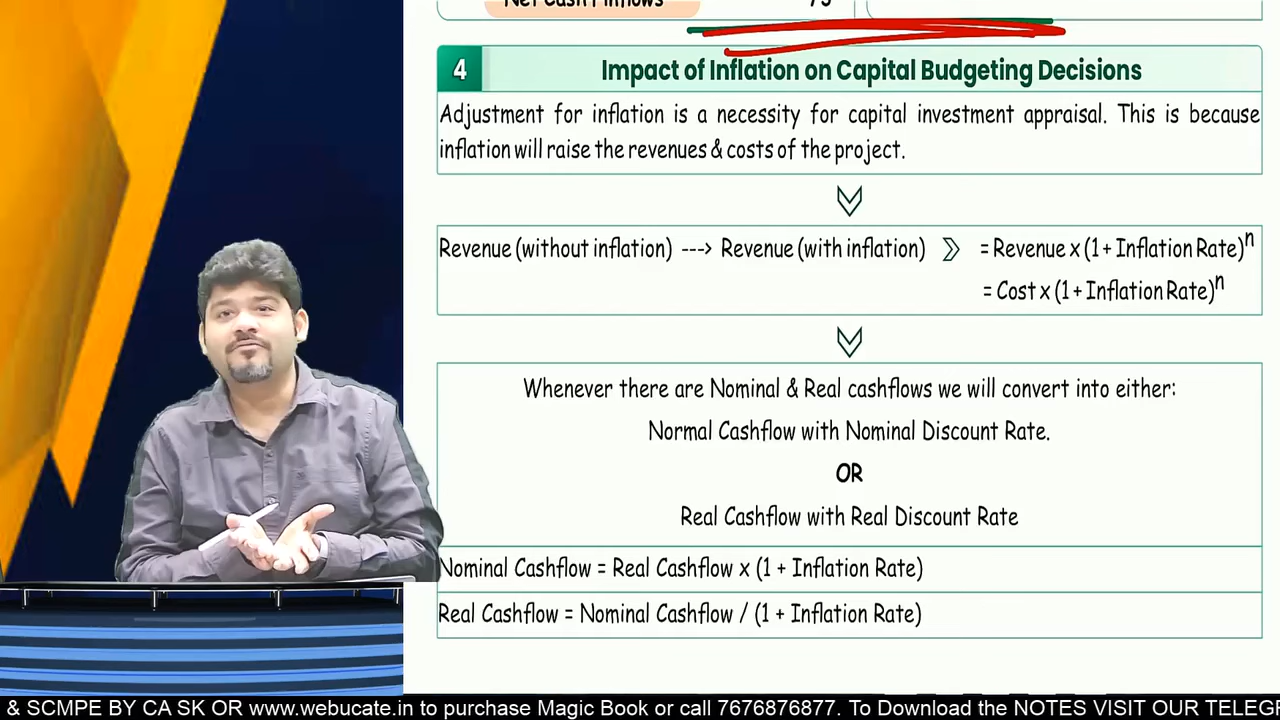 Net Cash Inflows 75
4 Impact of Inflation on Capital Budgeting Decisions
Adjustment for inflation is a necessity for capital investment appraisal. This is because
inflation will raise the revenues & costs of the project.
Revenue (without inflation) ---> Revenue (with inflation) = Revenue x (1 + Inflation Rate)ⁿ
= Cost x (1 + Inflation Rate)ⁿ
Whenever there are Nominal & Real cashflows we will convert into either:
Normal Cashflow with Nominal Discount Rate.
OR
Real Cashflow with Real Discount Rate
Nominal Cashflow = Real Cashflow x (1 + Inflation Rate)
Real Cashflow = Nominal Cashflow / (1 + Inflation Rate)
& SCMPE BY CA SK OR www.webucate.in to purchase Magic Book or call 7676876877. To Download the NOTES VISIT OUR TELEG